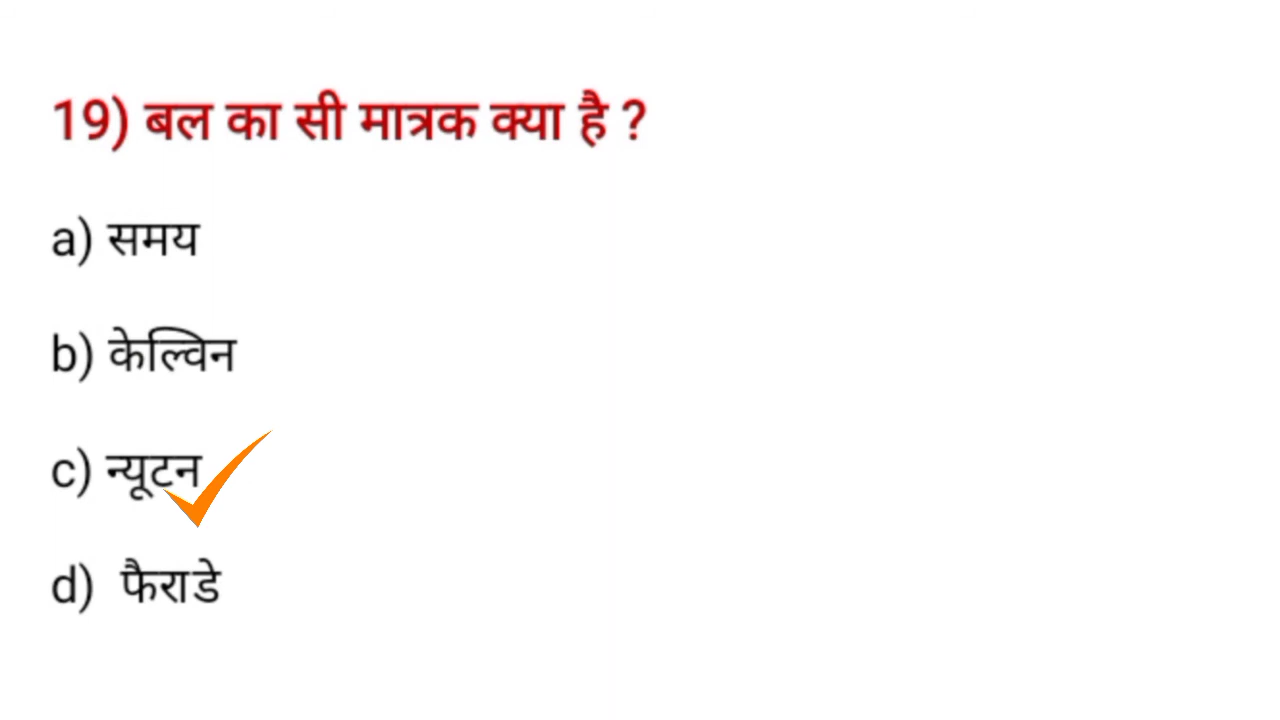 19) बल का सी मात्रक क्या है ?
a) समय
b) केल्विन
c) न्यूटन
d) फैराडे